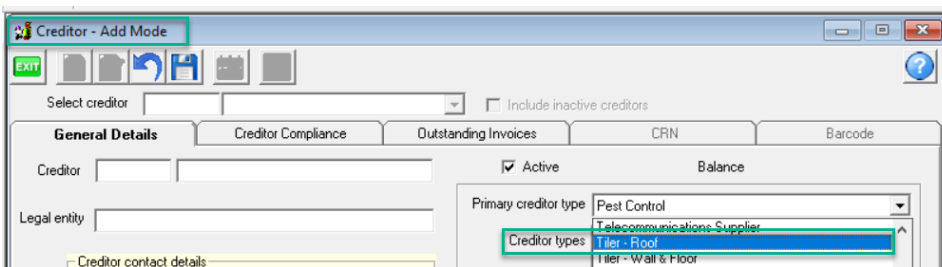 Creditor - Add Mode
EXIT
Select creditor
Include inactive creditors
General Details
Creditor Compliance
Outstanding Invoices
CRN
Barcode
Creditor
Active
Balance
Primary creditor type
Pest Control
Legal entity
Telecommunications Supplier
Creditor types
Tiler - Roof
Tiler - Wall & Floor
Creditor contact details